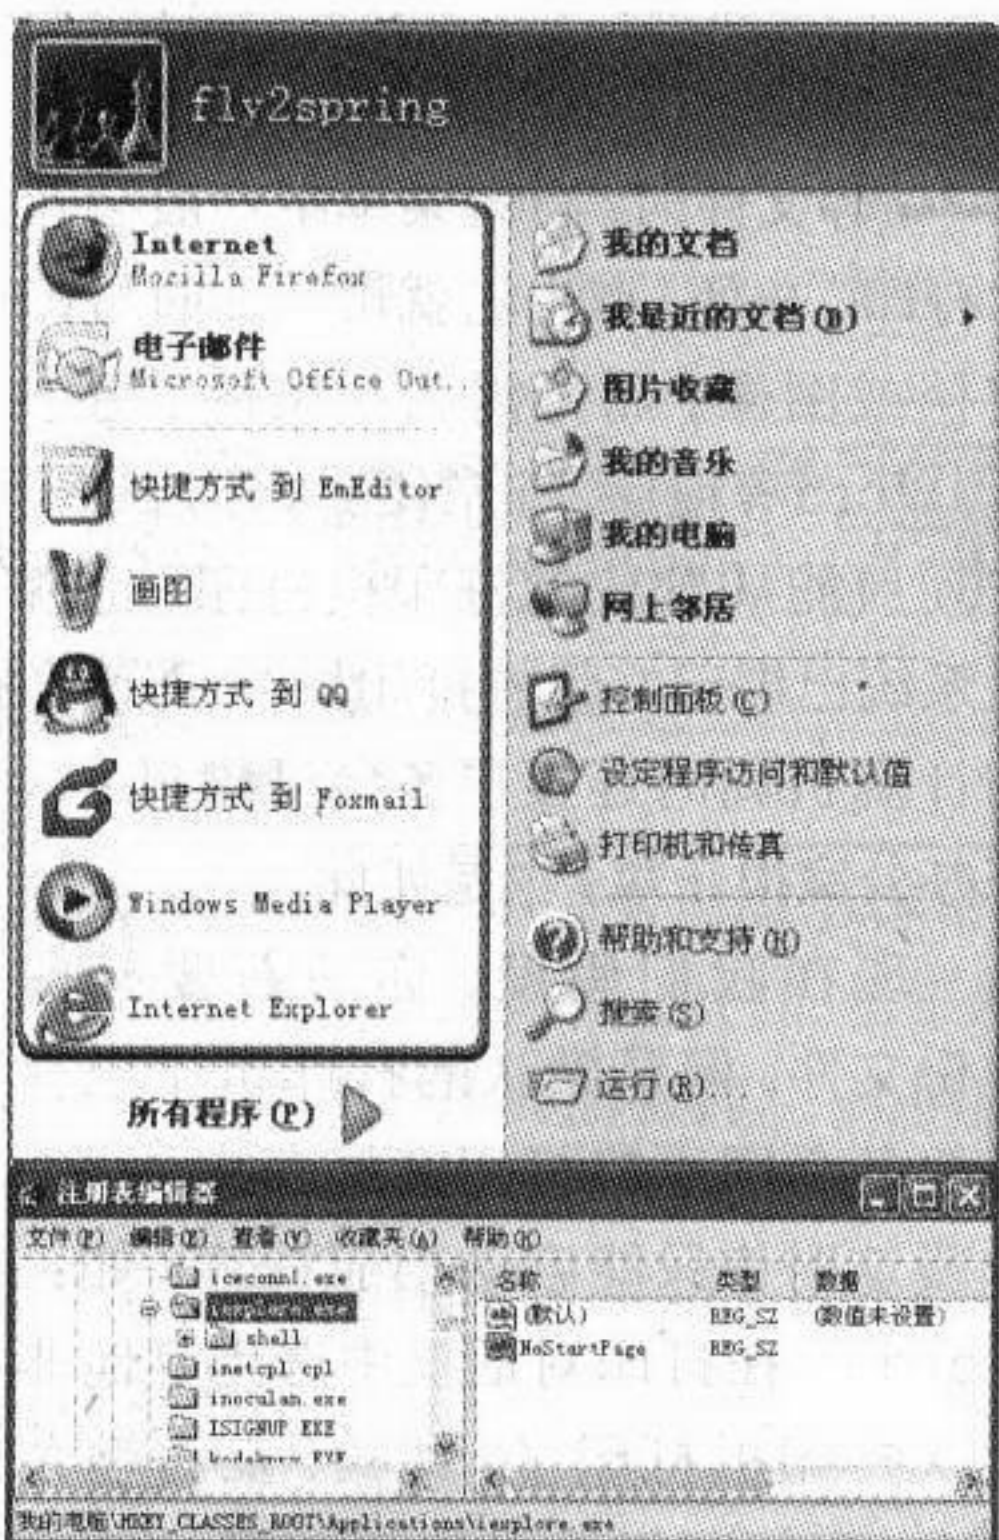 fly2spring
Internet
Mozilla Firefox
电子邮件
Microsoft Office Out...
快捷方式 到 EmEditor
画图
快捷方式 到 QQ
快捷方式 到 Foxmail
Windows Media Player
Internet Explorer
所有程序(P)
我的文档
我最近的文档(D)
图片收藏
我的音乐
我的电脑
网上邻居
控制面板(C)
设定程序访问和默认值
打印机和传真
帮助和支持(H)
搜索(S)
运行(R)...
注册表编辑器
文件(F) 编辑(E) 查看(V) 收藏夹(A) 帮助(H)
icwconn1.exe
iexplore.exe
shell
inetcpl.cpl
inoculan.exe
ISIGNUP.EXE
名称 类型 数据
(默认) REG_SZ (数值未设置)
NoStartPage REG_SZ
我的电脑\HKEY_CLASSES_ROOT\Applications\iexplore.exe